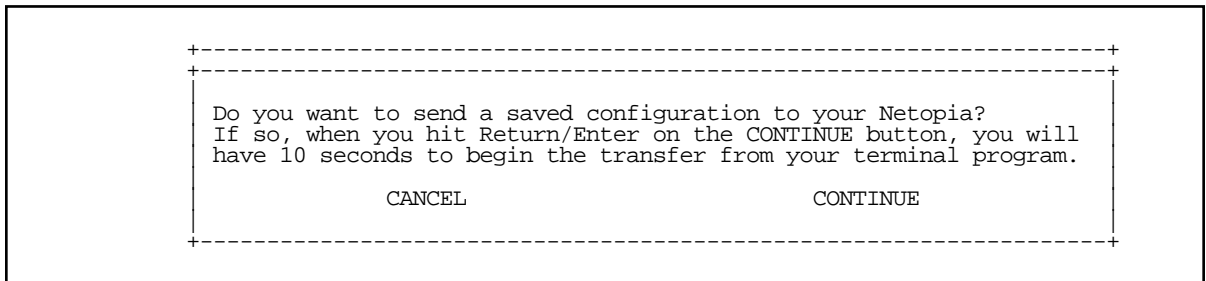 +--------------------------------------------------------------------+
+--------------------------------------------------------------------+
Do you want to send a saved configuration to your Netopia?
If so, when you hit Return/Enter on the CONTINUE button, you will
have 10 seconds to begin the transfer from your terminal program.
CANCEL CONTINUE
+--------------------------------------------------------------------+